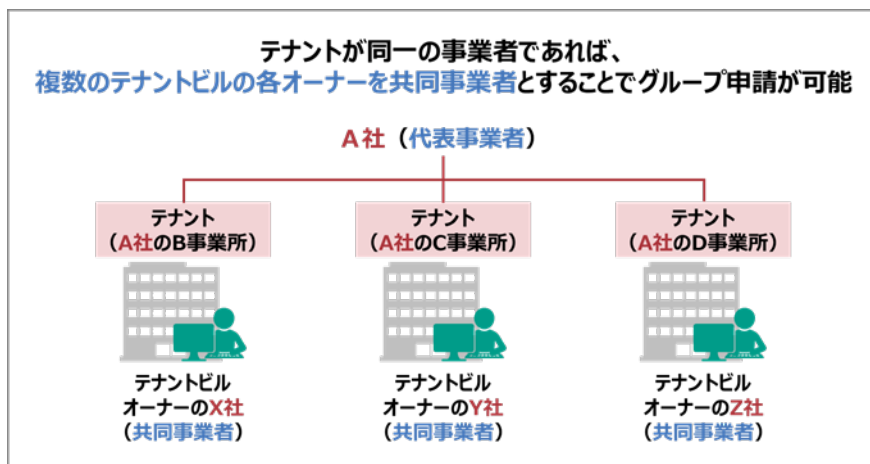 テナントが同一の事業者であれば、
複数のテナントビルの各オーナーを共同事業者とすることでグループ申請が可能
A社（代表事業者）
テナント
（A社のB事業所）
テナント
（A社のC事業所）
テナント
（A社のD事業所）
テナントビル
オーナーのX社
（共同事業者）
テナントビル
オーナーのY社
（共同事業者）
テナントビル
オーナーのZ社
（共同事業者）